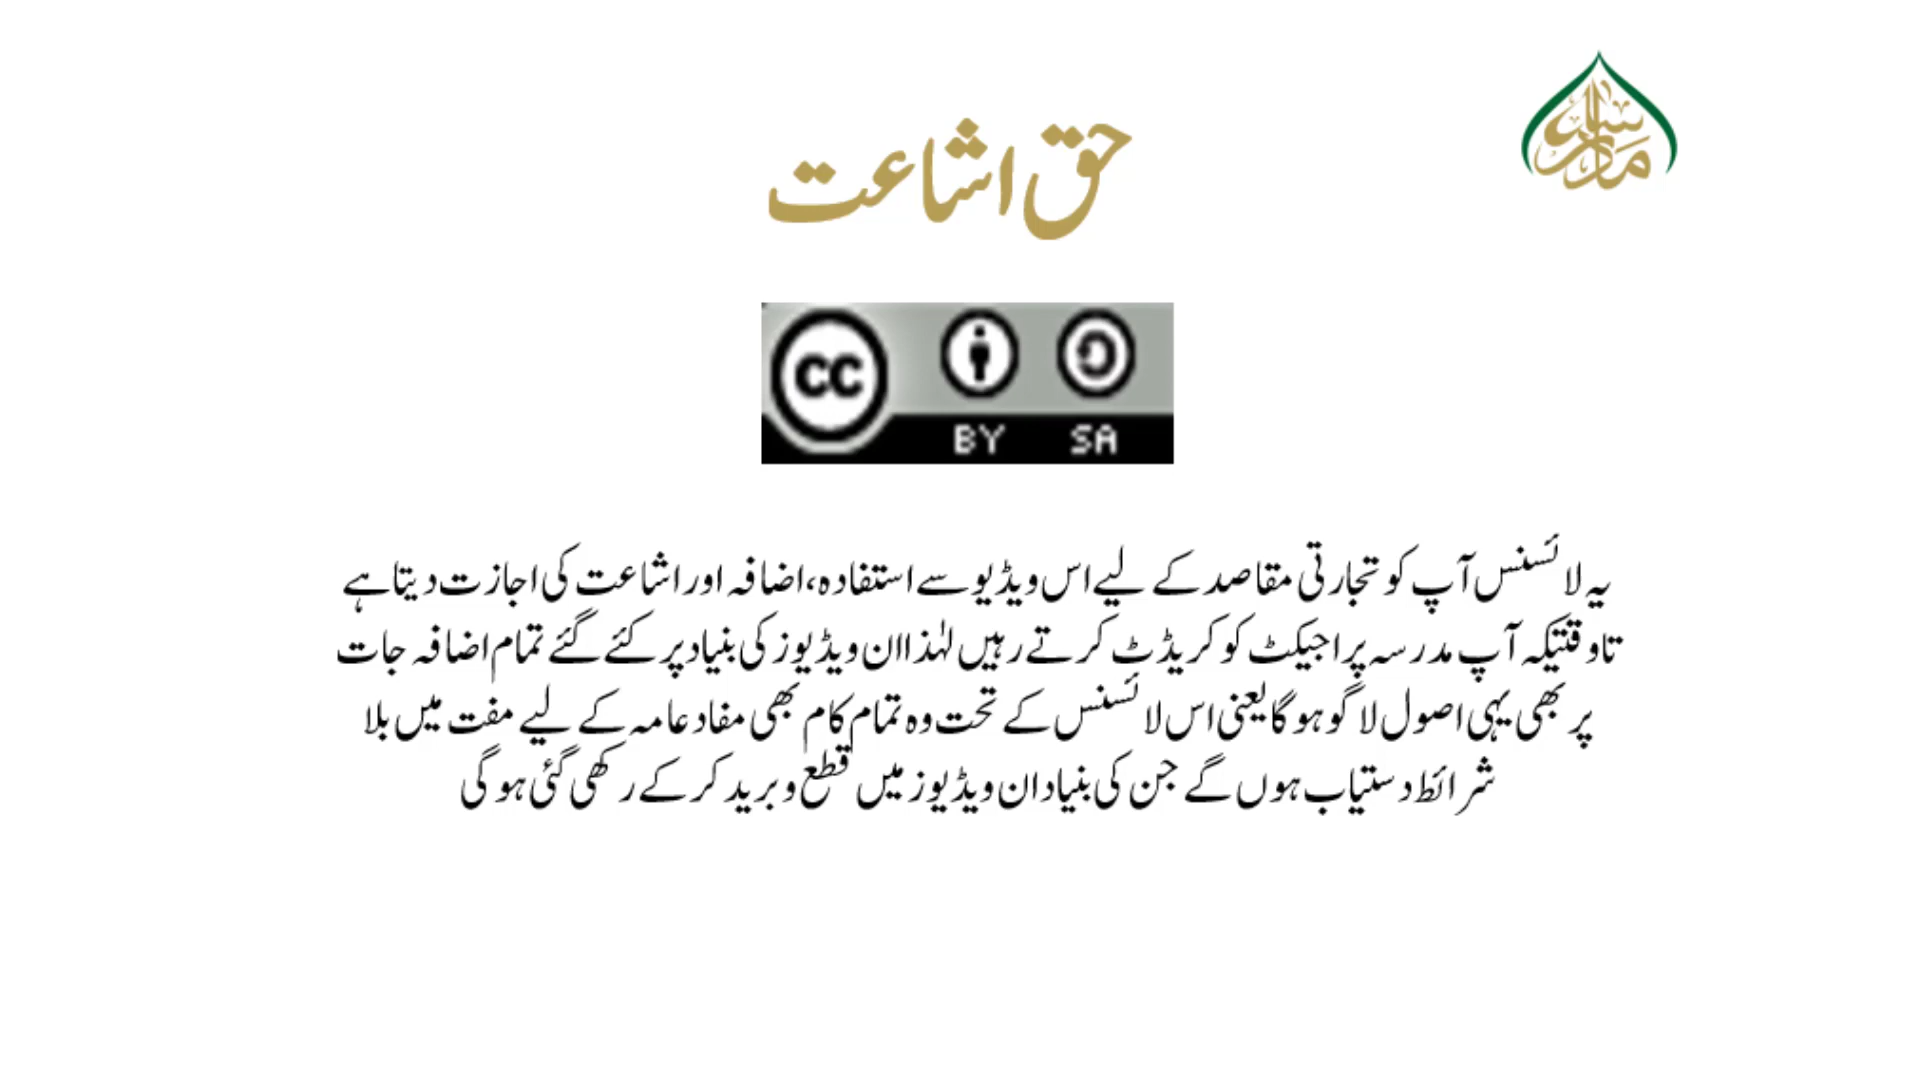 مدرسہ
حق اشاعت
cc
BY SA
یہ لائسنس آپ کو تجارتی مقاصد کے لیے اس ویڈیو سے استفادہ، اضافہ اور اشاعت کی اجازت دیتا ہے
تاوقتیکہ آپ مدرسہ پراجیکٹ کو کریڈٹ کرتے رہیں لہٰذا ان ویڈیوز کی بنیاد پر کئے گئے تمام اضافہ جات
پر بھی یہی اصول لاگو ہو گا یعنی اس لائسنس کے تحت وہ تمام کام بھی مفاد عامہ کے لیے مفت میں بلا
شرائط دستیاب ہوں گے جن کی بنیاد ان ویڈیوز میں قطع و برید کر کے رکھی گئی ہو گی